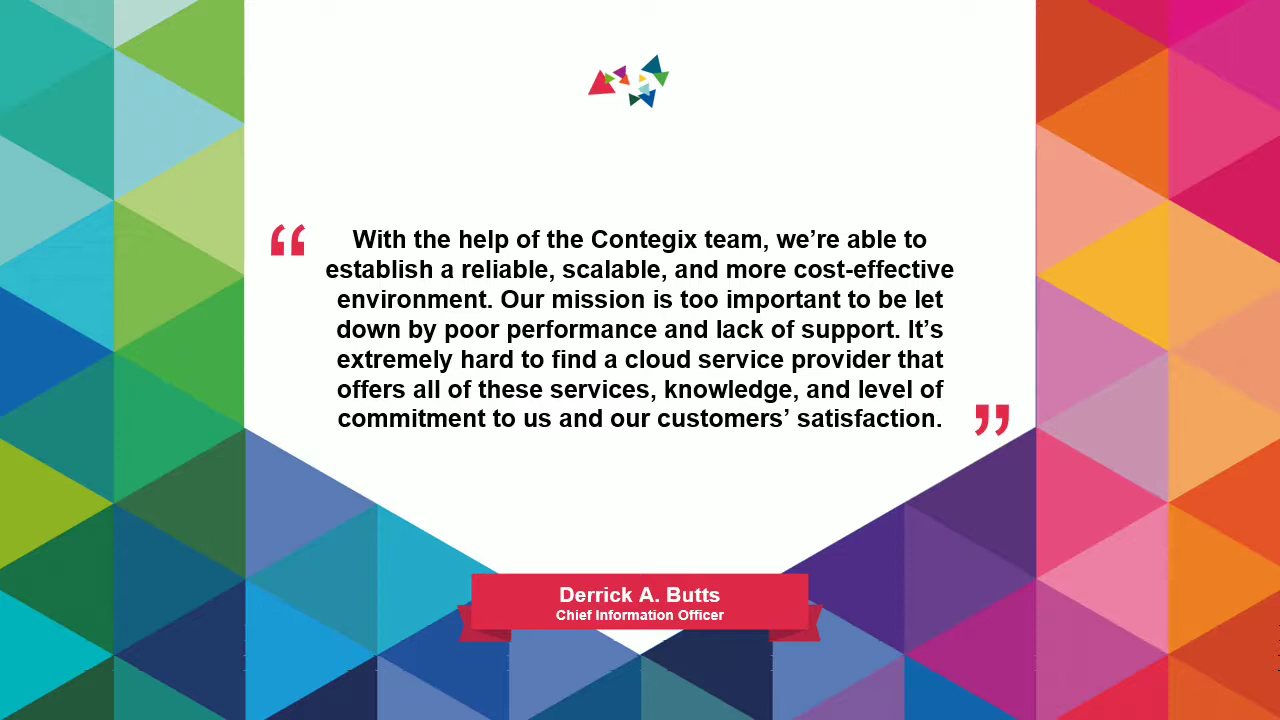 “
With the help of the Contegix team, we’re able to
establish a reliable, scalable, and more cost-effective
environment. Our mission is too important to be let
down by poor performance and lack of support. It’s
extremely hard to find a cloud service provider that
offers all of these services, knowledge, and level of
commitment to us and our customers’ satisfaction.
”
Derrick A. Butts
Chief Information Officer